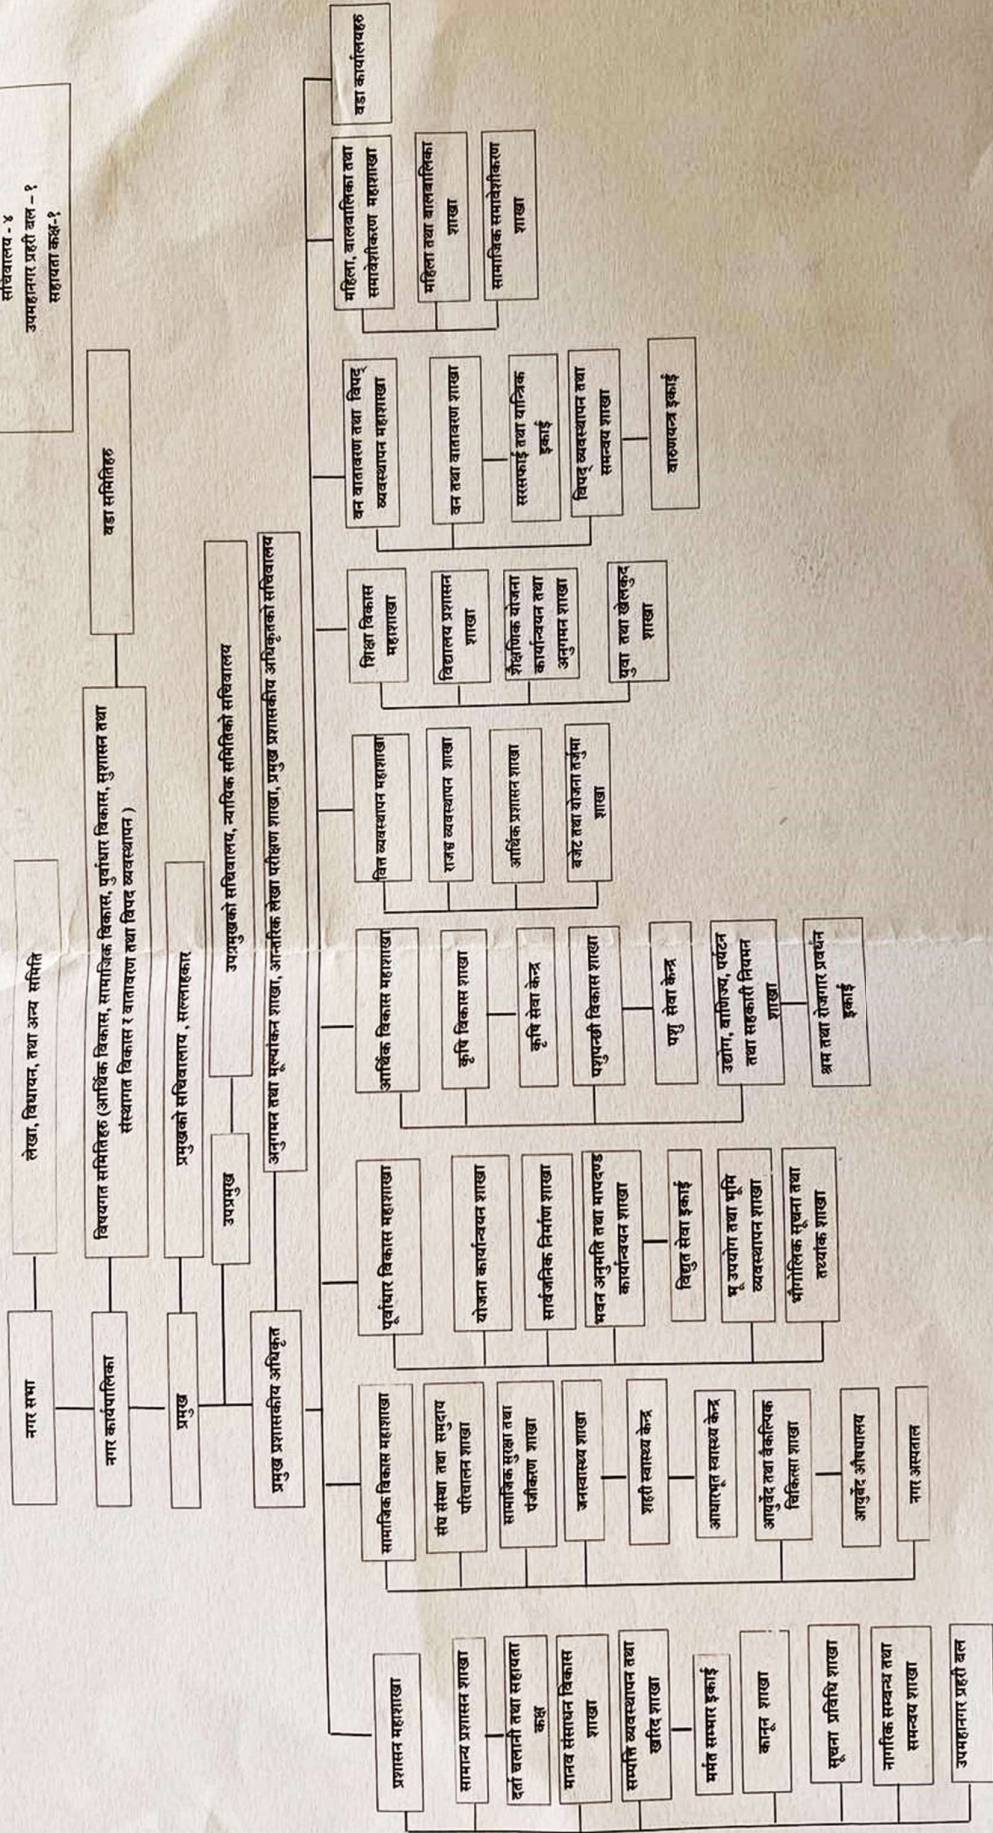 सचिवालय - ४
उपमहानगर प्रहरी बल – १
सहायता कक्ष-१
नगर सभा
लेखा, विधायन, तथा अन्य समिति
नगर कार्यपालिका
विषयगत समितिहरु (आर्थिक विकास, सामाजिक विकास, पुर्वाधार विकास, सुशासन तथा
संस्थागत विकास र वातावरण तथा विपद व्यवस्थापन )
वडा समितिहरु
प्रमुख
प्रमुखको सचिवालाय , सल्लाहकार
उपप्रमुख
उपप्रमुखको सचिवालय, न्यायिक समितिको सचिवालय
प्रमुख प्रशासकीय अधिकृत
अनुगमन तथा मूल्यांकन शाखा, आन्तरिक लेखा परीक्षण शाखा, प्रमुख प्रशासकीय अधिकृतको सचिवालय
प्रशासन महाशाखा
सामान्य प्रशासन शाखा
दर्ता चलानी तथा सहायता
कक्ष
मानव संसाधन विकास
शाखा
सम्पत्ति व्यवस्थापन तथा
खरिद शाखा
मर्मत सम्भार इकाई
कानून शाखा
सूचना प्रविधि शाखा
नागरिक सम्बन्ध तथा
समन्वय शाखा
उपमहानगर प्रहरी बल
सामाजिक विकास महाशाखा
संघ संस्था तथा समुदाय
परिचालन शाखा
सामाजिक सुरक्षा तथा
पंजीकरण शाखा
जनस्वास्थ्य शाखा
शहरी स्वास्थ्य केन्द्र
आधारभूत स्वास्थ्य केन्द्र
आयुर्वेद तथा वैकल्पिक
चिकित्सा शाखा
आयुर्बेद औषधालय
नगर अस्पताल
पूर्वाधार विकास महाशाखा
योजना कार्यान्वयन शाखा
सार्वजनिक निर्माण शाखा
भवन अनुमति तथा मापदण्ड
कार्यान्वयन शाखा
विद्युत सेवा इकाई
भू उपयोग तथा भूमि
व्यवस्थापन शाखा
भौगोलिक सूचना तथा
तथ्यांक शाखा
आर्थिक विकास महाशाखा
कृषि विकास शाखा
कृषि सेवा केन्द्र
पशुपन्छी विकास शाखा
पशु सेवा केन्द्र
उद्योग, वाणिज्य, पर्यटन
तथा सहकारी नियमन
शाखा
श्रम तथा रोजगार प्रवर्धन
इकाई
वित्त व्यवस्थापन महाशाखा
राजश्व व्यवस्थापन शाखा
आर्थिक प्रशासन शाखा
बजेट तथा योजना तर्जुमा
शाखा
शिक्षा विकास
महाशाखा
विद्यालय प्रशासन
शाखा
शैक्षणिक योजना
कार्यान्वयन तथा
अनुगमन शाखा
युवा तथा खेलकुद
शाखा
वन वातावरण तथा विपद्
व्यवस्थापन महाशाखा
वन तथा वातावरण शाखा
सरसफाई तथा यान्त्रिक
इकाई
विपद् व्यवस्थापन तथा
समन्वय शाखा
वारुणयन्त्र इकाई
महिला, बालबालिका तथा
समावेशीकरण महाशाखा
महिला तथा बालबालिका
शाखा
सामाजिक समावेशीकरण
शाखा
वडा कार्यालयहरु